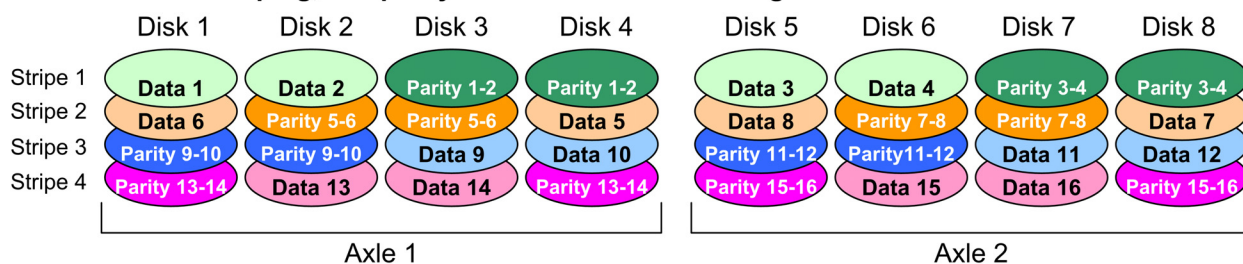 Disk 1 Disk 2 Disk 3 Disk 4 Disk 5 Disk 6 Disk 7 Disk 8
Stripe 1 Data 1 Data 2 Parity 1-2 Parity 1-2 Data 3 Data 4 Parity 3-4 Parity 3-4
Stripe 2 Data 6 Parity 5-6 Parity 5-6 Data 5 Data 8 Parity 7-8 Parity 7-8 Data 7
Stripe 3 Parity 9-10 Parity 9-10 Data 9 Data 10 Parity 11-12 Parity11-12 Data 11 Data 12
Stripe 4 Parity 13-14 Data 13 Data 14 Parity 13-14 Parity 15-16 Data 15 Data 16 Parity 15-16
Axle 1 Axle 2